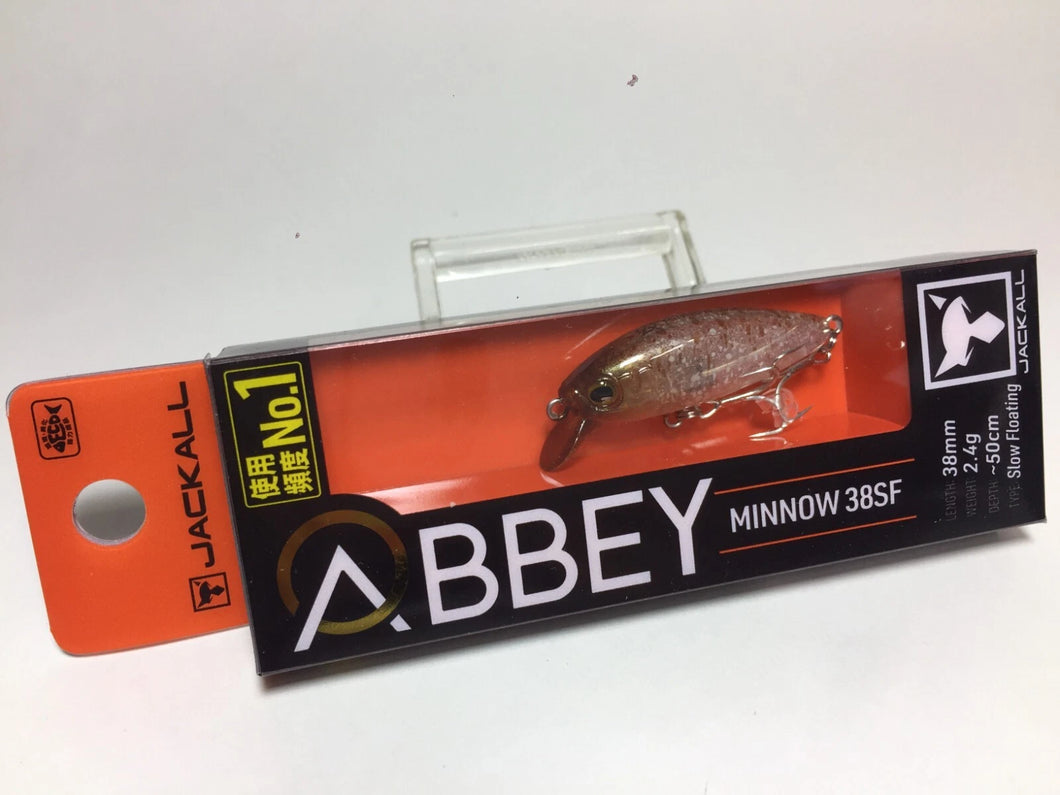 JACKALL
ECO
使用
頻度
No.1
ABBEY
MINNOW 38SF
JACKALL
LENGTH: 38mm
WEIGHT: 2.4g
DEPTH: ~50cm
TYPE: Slow Floating